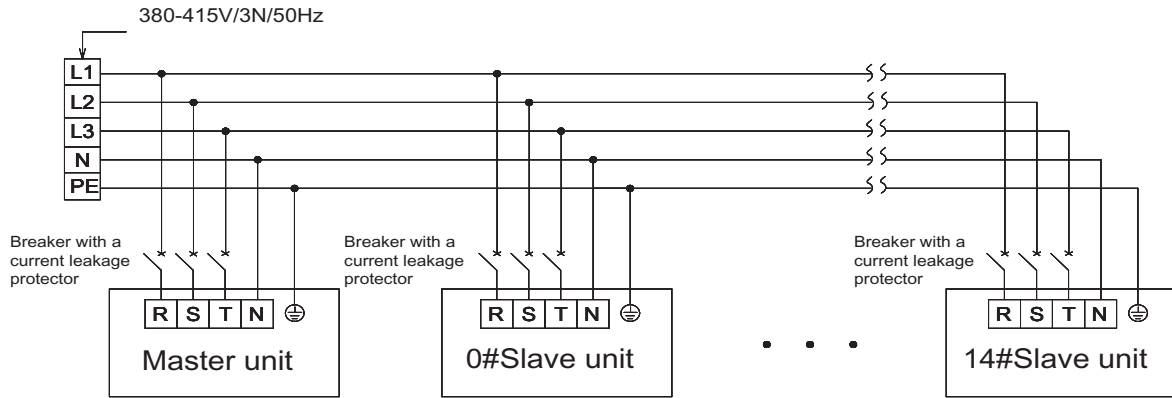 380-415V/3N/50Hz
L1
L2
L3
N
PE
Breaker with a
current leakage
protector
R S T N
Master unit
Breaker with a
current leakage
protector
R S T N
0#Slave unit
Breaker with a
current leakage
protector
R S T N
14#Slave unit